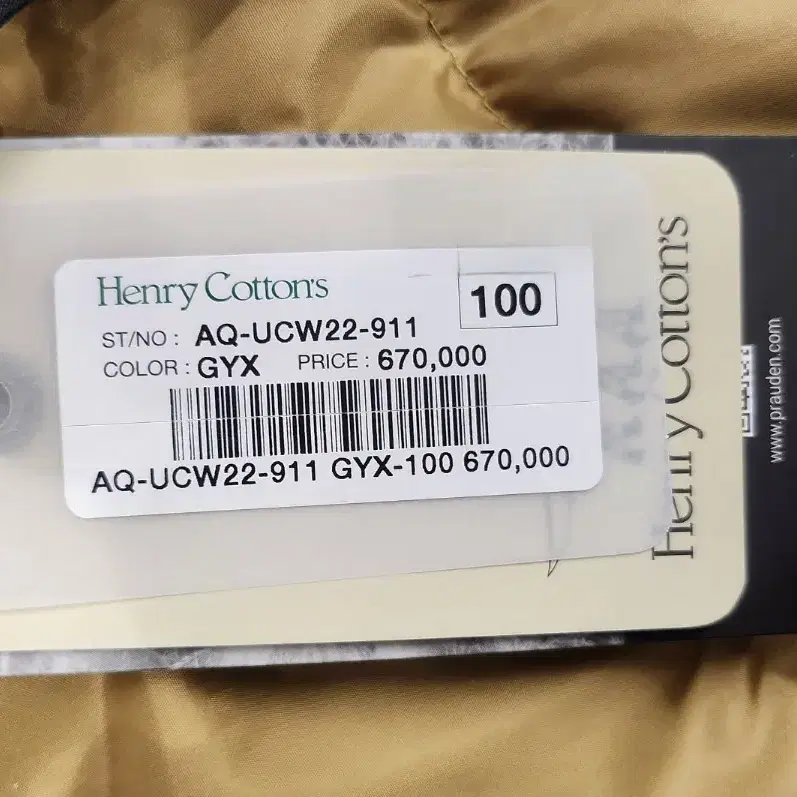 Henry Cotton's
100
ST/NO : AQ-UCW22-911
COLOR : GYX PRICE : 670,000
AQ-UCW22-911 GYX-100 670,000
Henry Cotton's
www.prauden.com